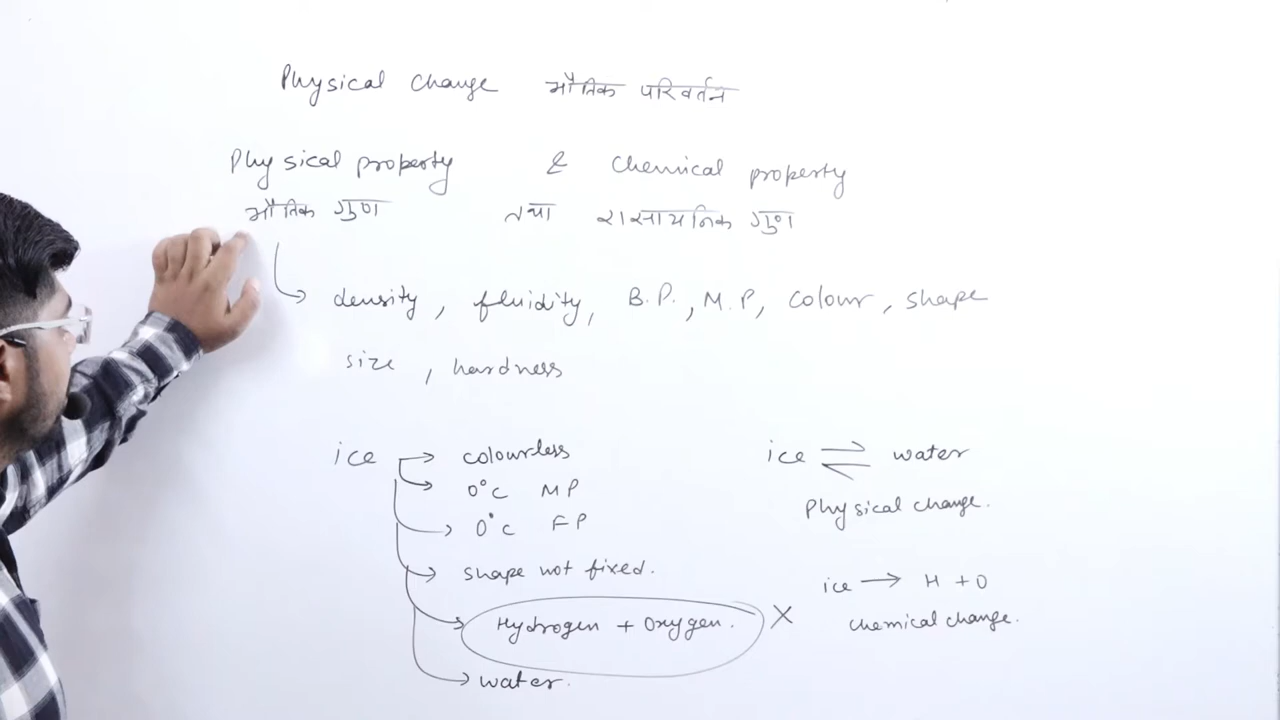 Physical change भौतिक परिवर्तन
Physical property & Chemical property
भौतिक गुण तथा रासायनिक गुण
density, fluidity, B.P., M.P, colour, shape
size, hardness
ice → colourless
0°C MP
0°C FP
shape not fixed.
Hydrogen + Oxygen. X
water.
ice ⇌ water
Physical change.
ice → H + O
chemical change.